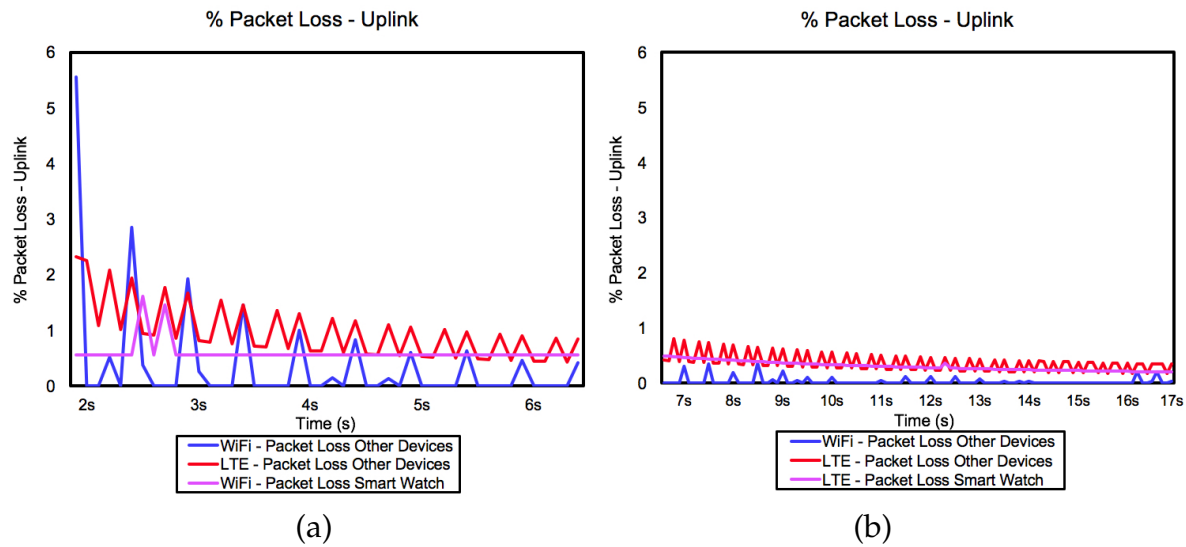 % Packet Loss - Uplink
% Packet Loss - Uplink
6
5
4
3
2
1
0
% Packet Loss - Uplink
2s 3s 4s 5s 6s
Time (s)
WiFi - Packet Loss Other Devices
LTE - Packet Loss Other Devices
WiFi - Packet Loss Smart Watch
(a)
% Packet Loss - Uplink
6
5
4
3
2
1
0
7s 8s 9s 10s 11s 12s 13s 14s 15s 16s 17s
Time (s)
WiFi - Packet Loss Other Devices
LTE - Packet Loss Other Devices
LTE - Packet Loss Smart Watch
(b)